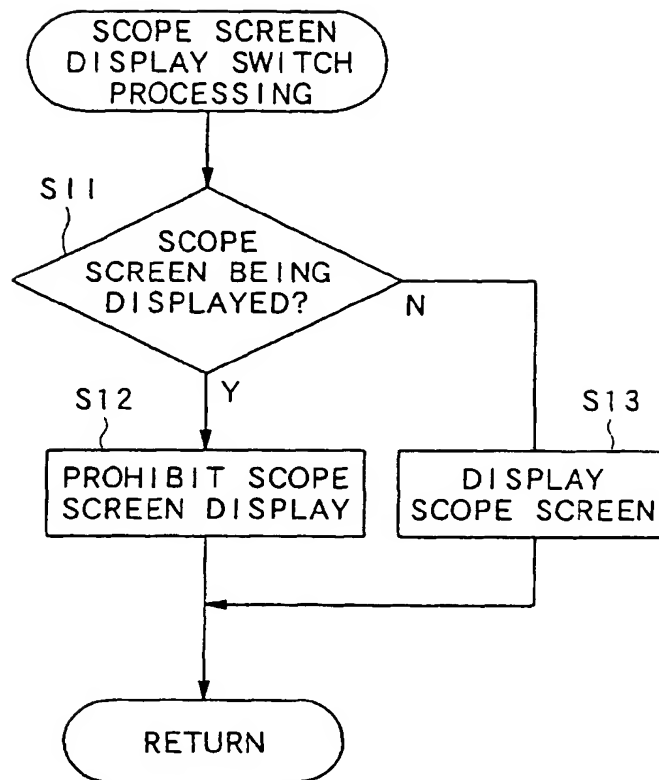 SCOPE SCREEN
DISPLAY SWITCH
PROCESSING
S11
SCOPE
SCREEN BEING
DISPLAYED?
N
Y
S12
S13
PROHIBIT SCOPE
SCREEN DISPLAY
DISPLAY
SCOPE SCREEN
RETURN